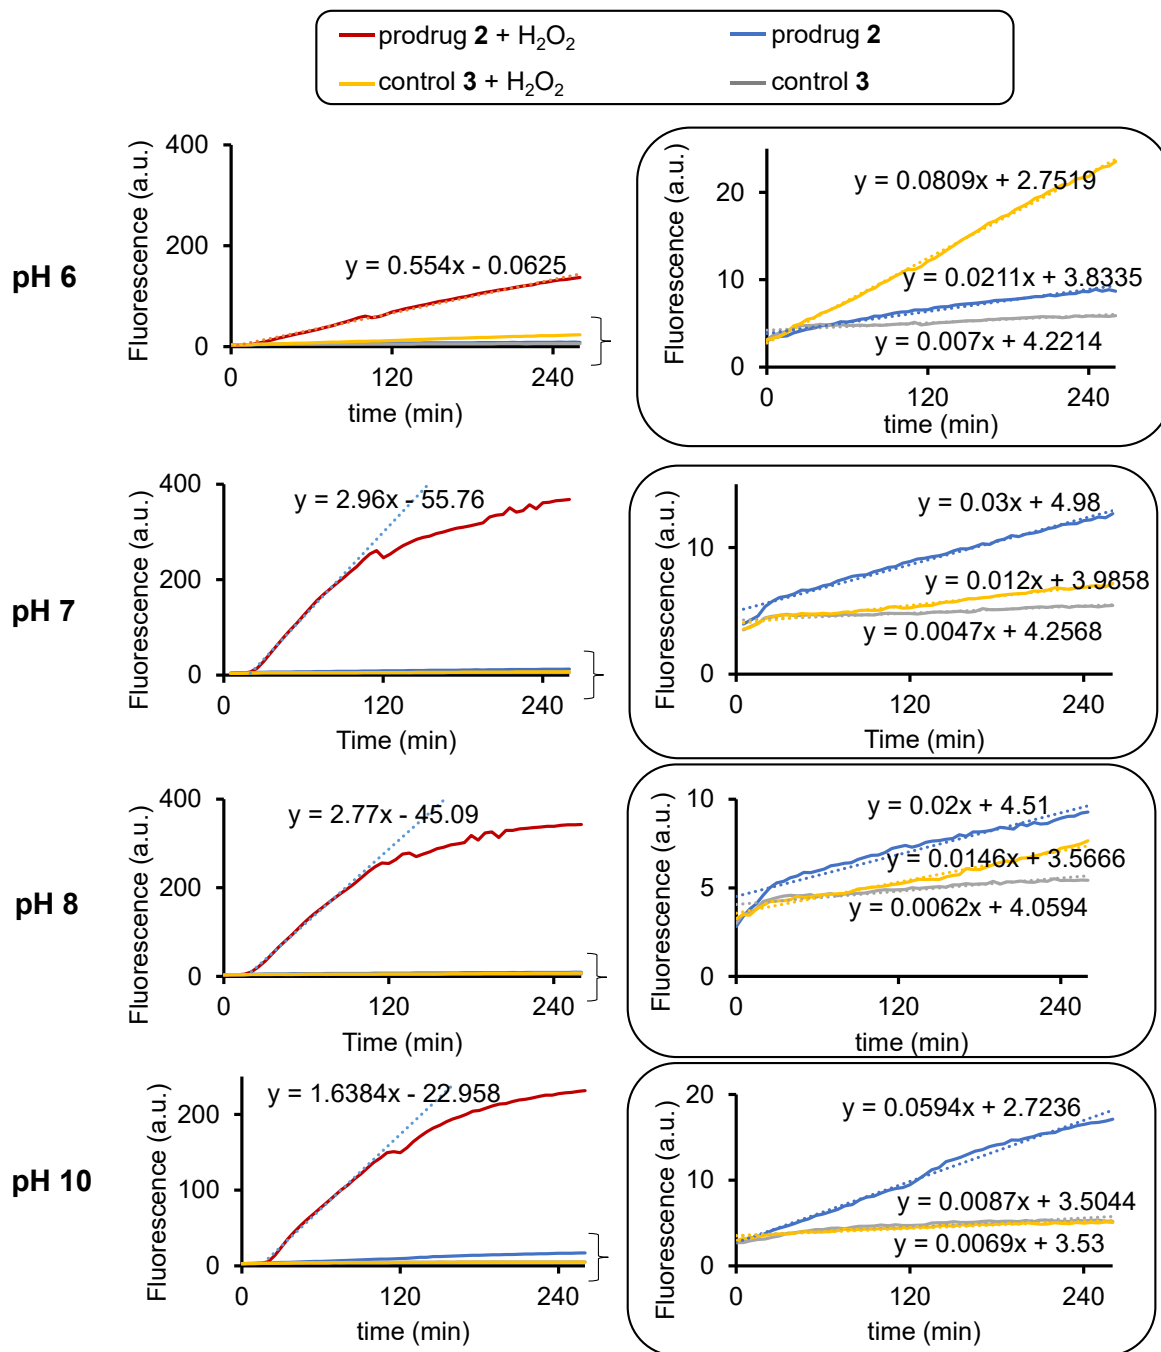 prodrug 2 + H₂O₂
prodrug 2
control 3 + H₂O₂
control 3
pH 6
Fluorescence (a.u.)
400
200
0
0
120
240
time (min)
y = 0.554x - 0.0625
Fluorescence (a.u.)
20
10
0
0
120
240
time (min)
y = 0.0809x + 2.7519
y = 0.0211x + 3.8335
y = 0.007x + 4.2214
pH 7
Fluorescence (a.u.)
400
200
0
0
120
240
Time (min)
y = 2.96x - 55.76
Fluorescence (a.u.)
10
0
0
120
240
Time (min)
y = 0.03x + 4.98
y = 0.012x + 3.9858
y = 0.0047x + 4.2568
pH 8
Fluorescence (a.u.)
400
200
0
0
120
240
Time (min)
y = 2.77x - 45.09
Fluorescence (a.u.)
10
5
0
0
120
240
time (min)
y = 0.02x + 4.51
y = 0.0146x + 3.5666
y = 0.0062x + 4.0594
pH 10
Fluorescence (a.u.)
200
100
0
0
120
240
time (min)
y = 1.6384x - 22.958
Fluorescence (a.u.)
20
10
0
0
120
240
time (min)
y = 0.0594x + 2.7236
y = 0.0087x + 3.5044
y = 0.0069x + 3.53